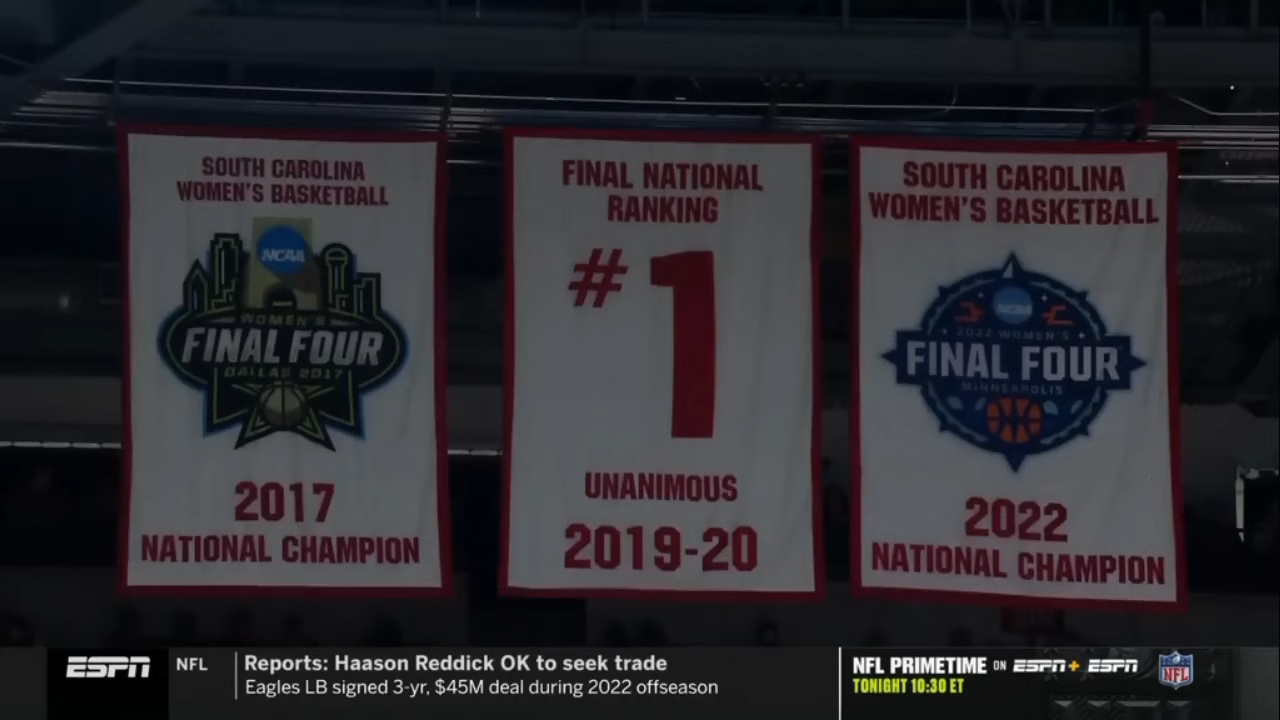 SOUTH CAROLINA
WOMEN'S BASKETBALL
NCAA
WOMEN'S
FINAL FOUR
DALLAS 2017
2017
NATIONAL CHAMPION
FINAL NATIONAL
RANKING
#1
UNANIMOUS
2019-20
SOUTH CAROLINA
WOMEN'S BASKETBALL
NCAA
2022 WOMEN'S
FINAL FOUR
MINNEAPOLIS
2022
NATIONAL CHAMPION
ESPN
NFL
Reports: Haason Reddick OK to seek trade
Eagles LB signed 3-yr, $45M deal during 2022 offseason
NFL PRIMETIME ON ESPN+ ESPN
TONIGHT 10:30 ET
NFL